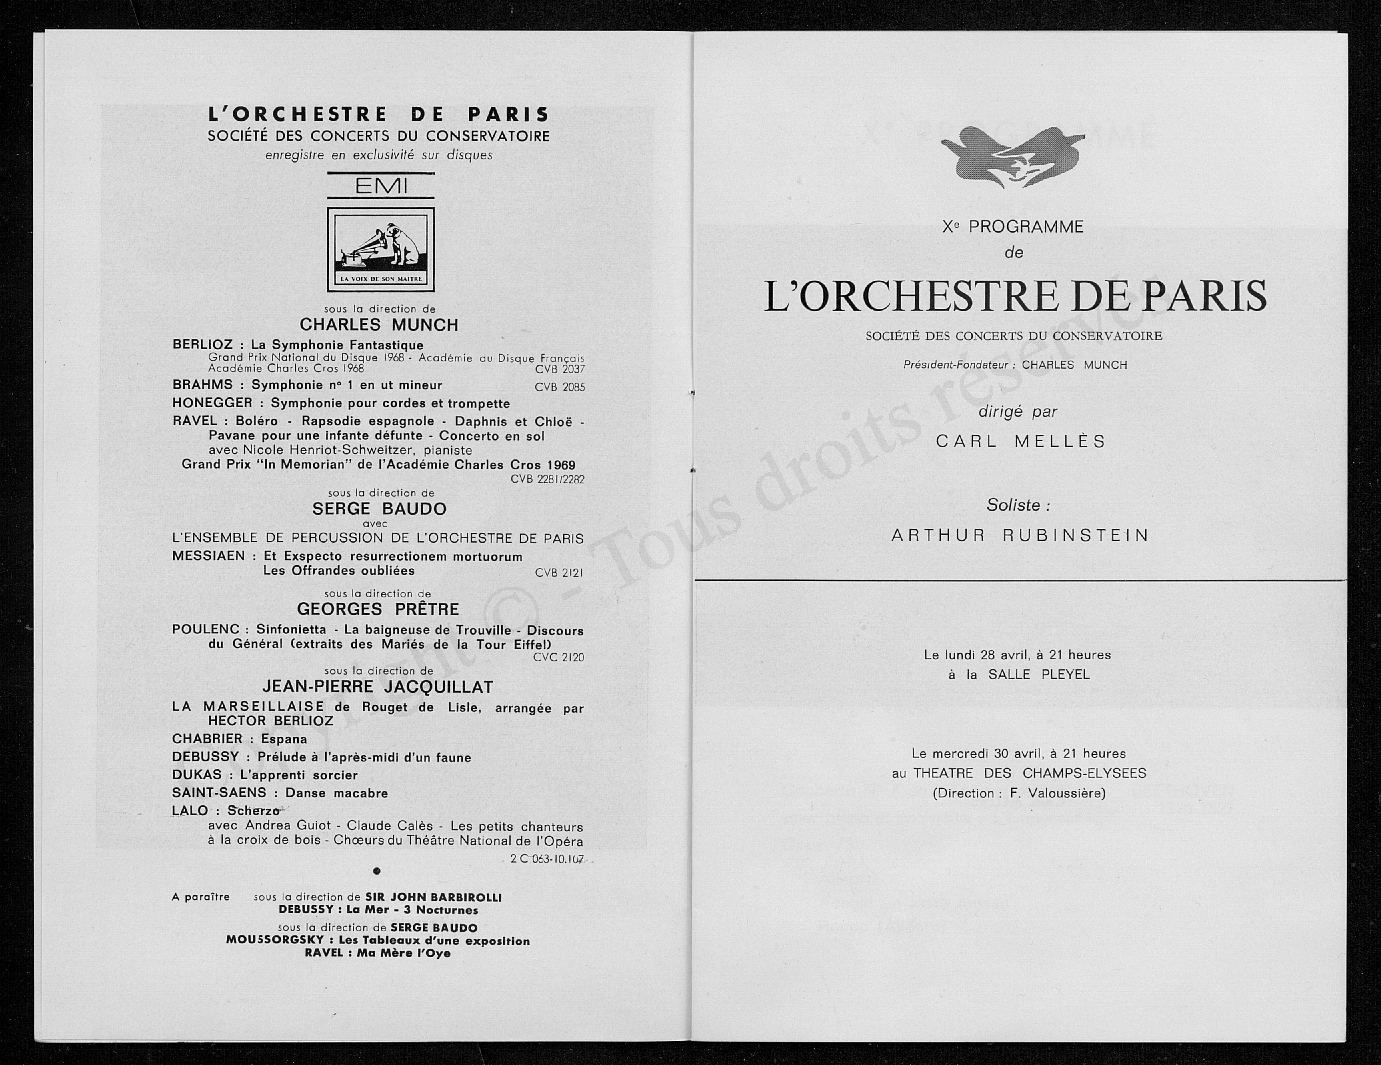 L'ORCHESTRE DE PARIS
SOCIÉTÉ DES CONCERTS DU CONSERVATOIRE
enregistre en exclusivité sur disques
EMI
LA VOIX DE SON MAITRE
sous la direction de
CHARLES MUNCH
BERLIOZ : La Symphonie Fantastique
Grand Prix National du Disque 1968 - Académie du Disque Français
Académie Charles Cros 1968 CVB 2037
BRAHMS : Symphonie n° 1 en ut mineur CVB 2085
HONEGGER : Symphonie pour cordes et trompette
RAVEL : Boléro - Rapsodie espagnole - Daphnis et Chloë -
Pavane pour une infante défunte - Concerto en sol
avec Nicole Henriot-Schweitzer, pianiste
Grand Prix "In Memorian" de l'Académie Charles Cros 1969
CVB 2281/2282
sous la direction de
SERGE BAUDO
avec
L'ENSEMBLE DE PERCUSSION DE L'ORCHESTRE DE PARIS
MESSIAEN : Et Exspecto resurrectionem mortuorum
Les Offrandes oubliées CVB 2121
sous la direction de
GEORGES PRÊTRE
POULENC : Sinfonietta - La baigneuse de Trouville - Discours
du Général (extraits des Mariés de la Tour Eiffel)
CVC 2120
sous la direction de
JEAN-PIERRE JACQUILLAT
LA MARSEILLAISE de Rouget de Lisle, arrangée par
HECTOR BERLIOZ
CHABRIER : Espana
DEBUSSY : Prélude à l'après-midi d'un faune
DUKAS : L'apprenti sorcier
SAINT-SAENS : Danse macabre
LALO : Scherzo
avec Andrea Guiot - Claude Calès - Les petits chanteurs
à la croix de bois - Chœurs du Théâtre National de l'Opéra
2 C 063-10.107
A paraître sous la direction de SIR JOHN BARBIROLLI
DEBUSSY : La Mer - 3 Nocturnes
sous la direction de SERGE BAUDO
MOUSSORGSKY : Les Tableaux d'une exposition
RAVEL : Ma Mère l'Oye
Xe PROGRAMME
de
L'ORCHESTRE DE PARIS
SOCIÉTÉ DES CONCERTS DU CONSERVATOIRE
Président-Fondateur : CHARLES MUNCH
dirigé par
CARL MELLÈS
Soliste :
ARTHUR RUBINSTEIN
Le lundi 28 avril, à 21 heures
à la SALLE PLEYEL
Le mercredi 30 avril, à 21 heures
au THEATRE DES CHAMPS-ELYSEES
(Direction : F. Valoussière)
Copyright © - Tous droits réservés